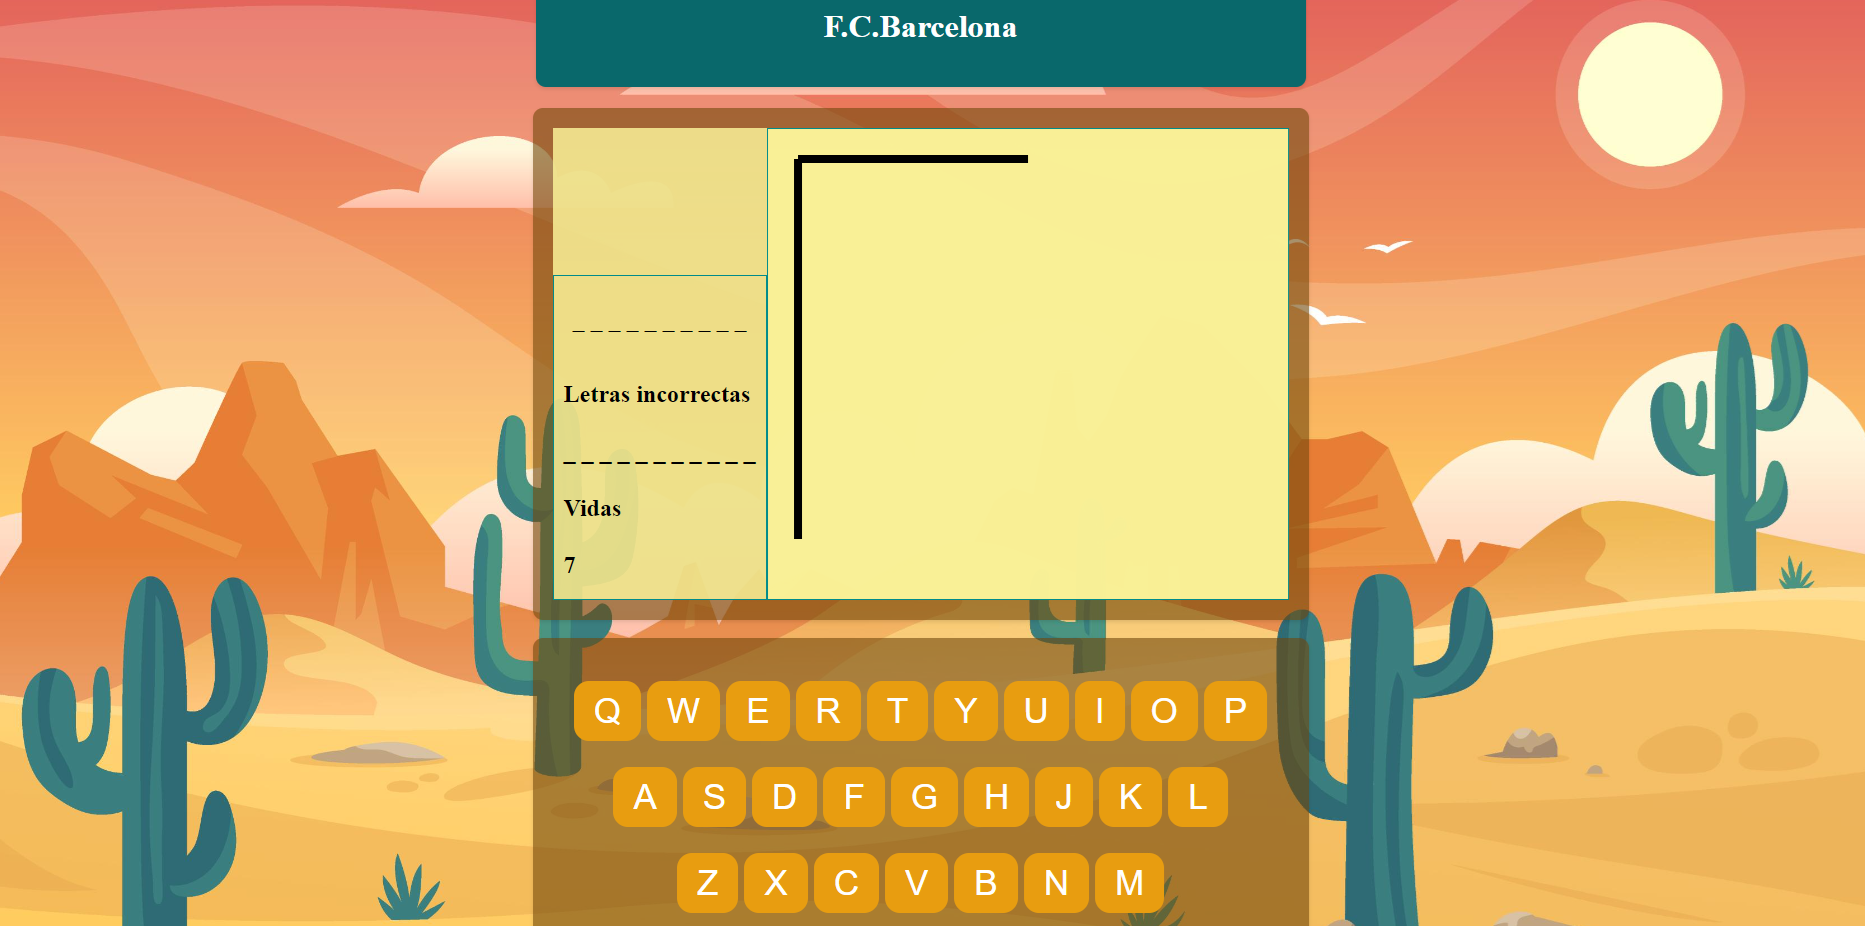 F.C.Barcelona
_ _ _ _ _ _ _ _ _ _
Letras incorrectas
_ _ _ _ _ _ _ _ _ _ _
Vidas
7
Q W E R T Y U I O P
A S D F G H J K L
Z X C V B N M